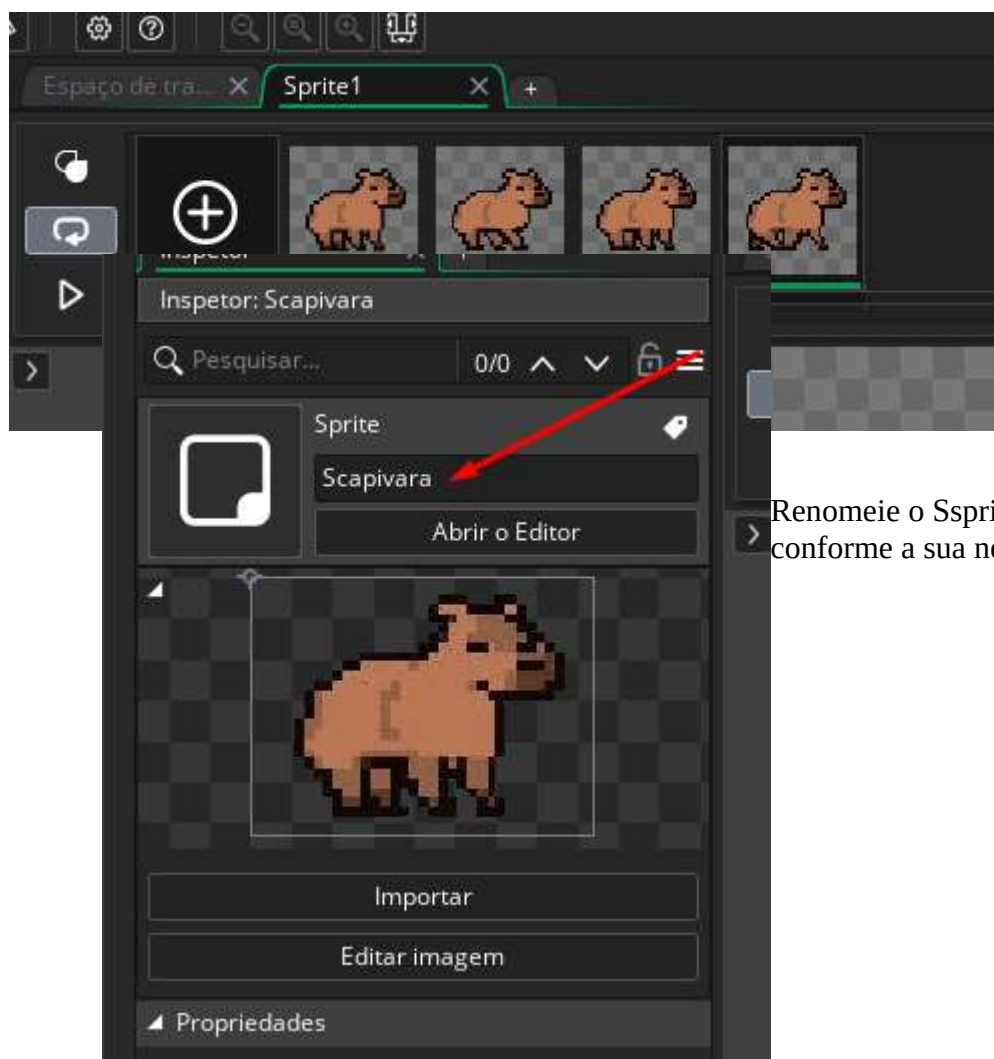 Espaço de tra...
Sprite1
Inspetor: Scapivara
Pesquisar...
0/0
Sprite
Scapivara
Abrir o Editor
Renomeie o Sspri
conforme a sua
Importar
Editar imagem
Propriedades